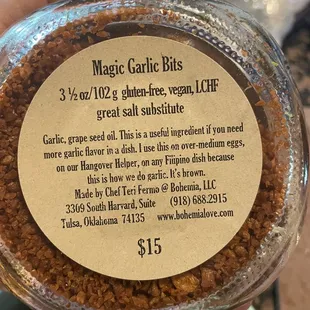 Magic Garlic Bits
3 ½ oz/102 g gluten-free, vegan, LCHF
great salt substitute
Garlic, grape seed oil. This is a useful ingredient if you need
more garlic flavor in a dish. I use this on over-medium eggs,
on our Hangover Helper, on any Filipino dish because
this is how we do garlic. It's brown.
Made by Chef Teri Fermo @ Bohemia, LLC
3309 South Harvard, Suite (918) 688.2915
Tulsa, Oklahoma 74135 www.bohemialove.com
$15